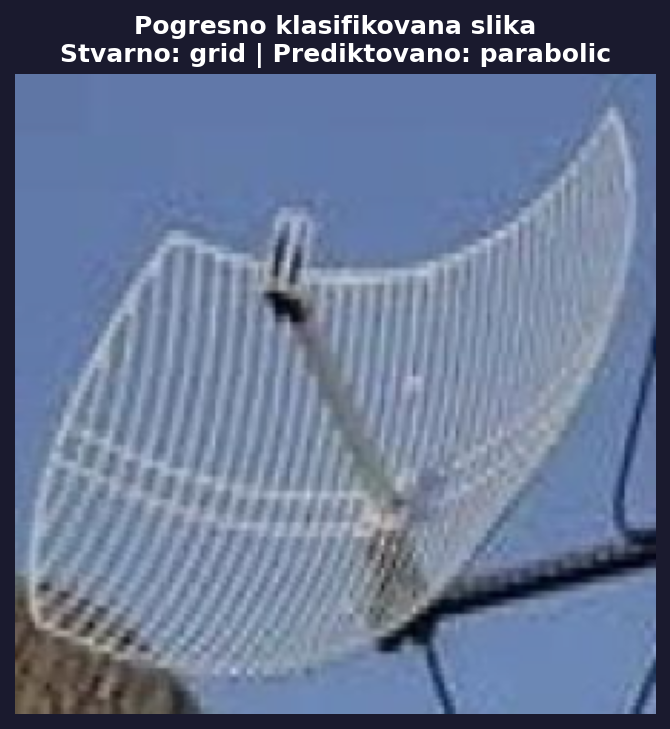 Pogresno klasifikovana slika
Stvarno: grid | Prediktovano: parabolic